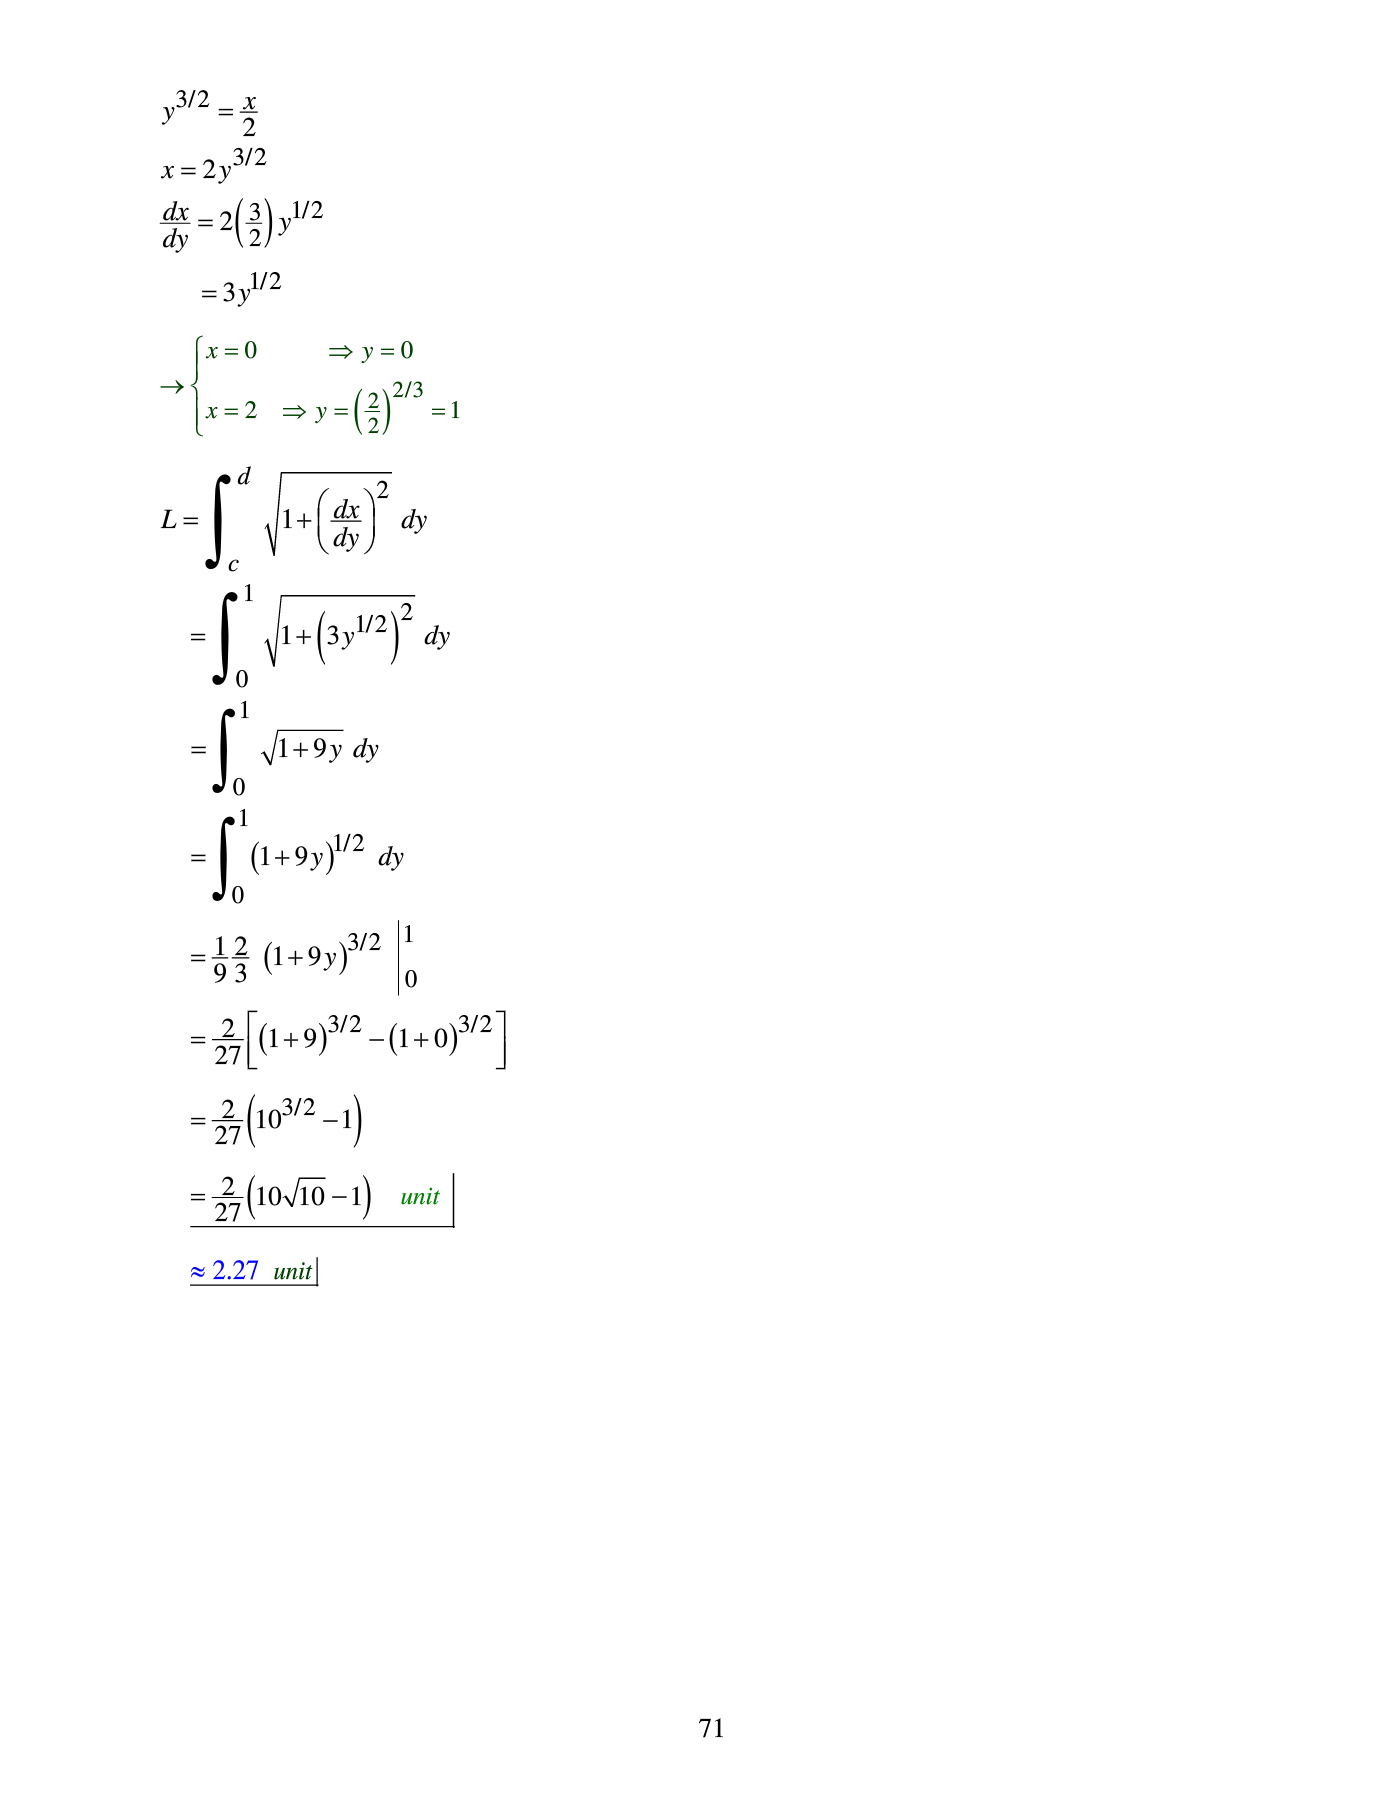 y^{3/2} = \frac{x}{2}
x = 2y^{3/2}
\frac{dx}{dy} = 2\left(\frac{3}{2}\right) y^{1/2}
= 3y^{1/2}
\rightarrow \begin{cases} x = 0 & \Rightarrow y = 0 \\ x = 2 & \Rightarrow y = \left(\frac{2}{2}\right)^{2/3} = 1 \end{cases}
L = \int_c^d \sqrt{1 + \left(\frac{dx}{dy}\right)^2} \, dy
= \int_0^1 \sqrt{1 + \left(3y^{1/2}\right)^2} \, dy
= \int_0^1 \sqrt{1 + 9y} \, dy
= \int_0^1 (1 + 9y)^{1/2} \, dy
= \frac{1}{9}\frac{2}{3} (1 + 9y)^{3/2} \Big|_0^1
= \frac{2}{27}\left[(1 + 9)^{3/2} - (1 + 0)^{3/2}\right]
= \frac{2}{27}\left(10^{3/2} - 1\right)
= \frac{2}{27}\left(10\sqrt{10} - 1\right) unit
≈ 2.27 unit
71